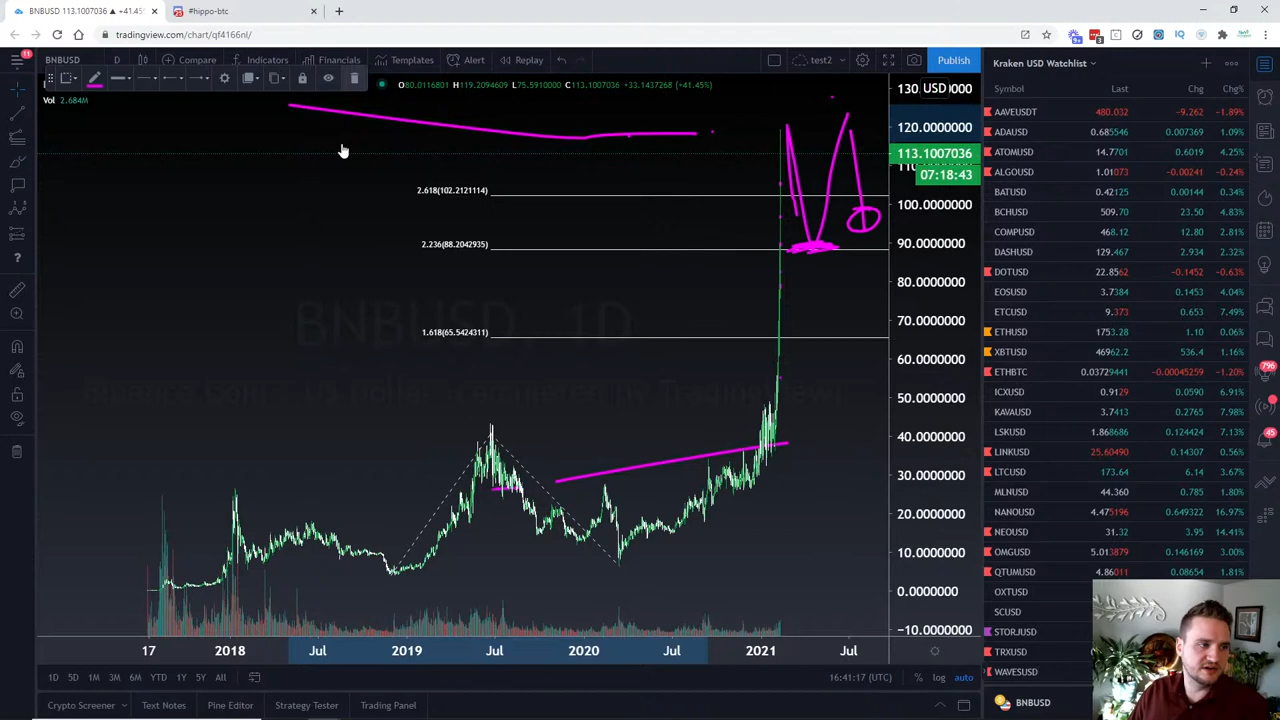 BNBUSD 113.1007036 ▲ +41.45%
#hippo-btc
tradingview.com/chart/qf4166nl/
11
BNBUSD D Compare Indicators Financials Templates Alert Replay test2 Publish
O80.0116801 H119.2094609 L75.5910000 C113.1007036 +33.1437268 (+41.45%)
Vol 2.684M
USD
120.0000000
113.1007036
07:18:43
100.0000000
90.0000000
80.0000000
70.0000000
60.0000000
50.0000000
40.0000000
30.0000000
20.0000000
10.0000000
0.0000000
−10.0000000
2.618(102.2121114)
2.236(88.2042935)
1.618(65.5424311)
BNBUSD, 1D
17 2018 Jul 2019 Jul 2020 Jul 2021 Jul
1D 5D 1M 3M 6M YTD 1Y 5Y All
16:41:17 (UTC) % log auto
Crypto Screener Text Notes Pine Editor Strategy Tester Trading Panel
Kraken USD Watchlist
Symbol Last Chg Chg%
AAVEUSDT 480.032 −9.262 −1.89%
ADAUSD 0.685546 0.007369 1.09%
ATOMUSD 14.7701 0.6019 4.25%
ALGOUSD 1.01073 −0.00241 −0.24%
BATUSD 0.42125 0.00144 0.34%
BCHUSD 509.70 23.50 4.83%
COMPUSD 468.12 12.80 2.81%
DASHUSD 129.467 2.934 2.32%
DOTUSD 22.8562 −0.1452 −0.63%
EOSUSD 3.7384 0.1453 4.04%
ETCUSD 9.373 0.653 7.49%
ETHUSD 1753.28 1.10 0.06%
XBTUSD 46962.2 536.4 1.16%
ETHBTC 0.03729441 −0.00045259 −1.20%
ICXUSD 0.9129 0.0590 6.91%
KAVAUSD 3.7413 0.2765 7.98%
LSKUSD 1.868686 0.124324 7.13%
LINKUSD 25.60490 0.14307 0.56%
LTCUSD 173.64 6.14 3.67%
MLNUSD 44.360 0.785 1.80%
NANOUSD 4.475196 0.649322 16.97%
NEOUSD 31.32 3.95 14.41%
OMGUSD 5.013879 0.146169 3.00%
QTUMUSD 4.86011 0.08654 1.81%
OXTUSD
SCUSD
STORJUSD
TRXUSD
WAVESUSD
BNBUSD
796
45